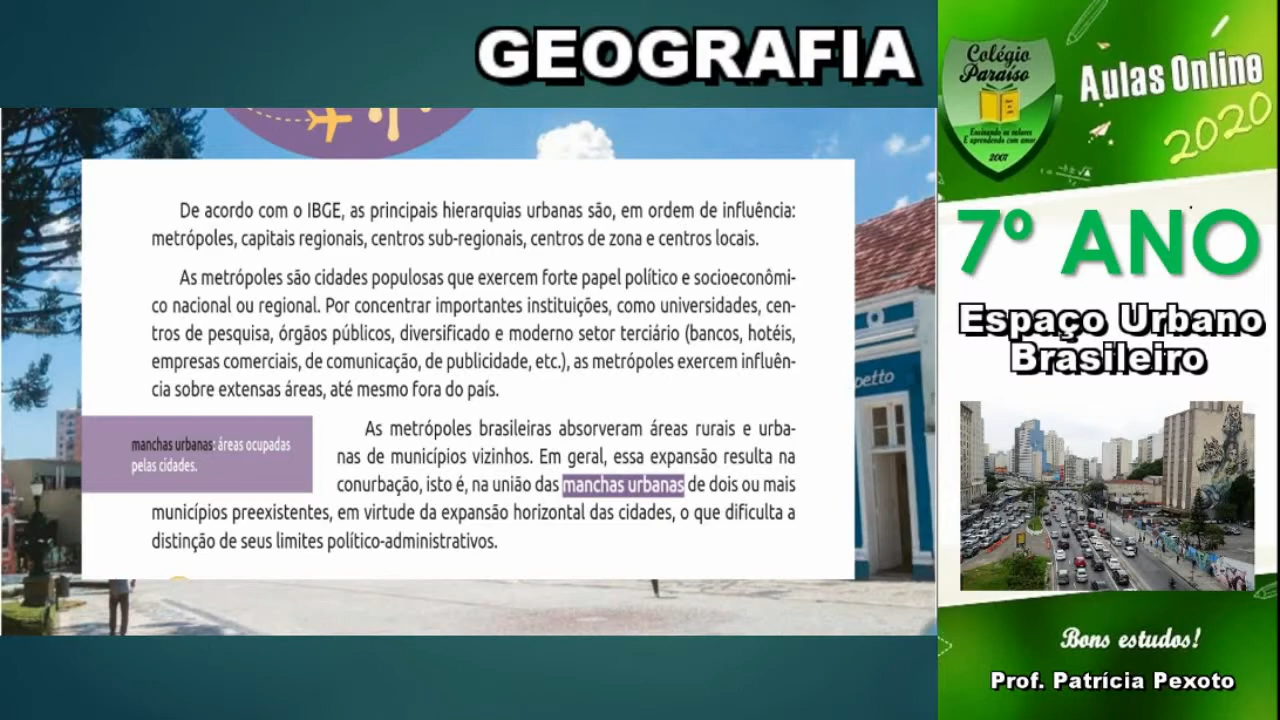 GEOGRAFIA
De acordo com o IBGE, as principais hierarquias urbanas são, em ordem de influência:
metrópoles, capitais regionais, centros sub-regionais, centros de zona e centros locais.
As metrópoles são cidades populosas que exercem forte papel político e socioeconômi-
co nacional ou regional. Por concentrar importantes instituições, como universidades, cen-
tros de pesquisa, órgãos públicos, diversificado e moderno setor terciário (bancos, hotéis,
empresas comerciais, de comunicação, de publicidade, etc.), as metrópoles exercem influên-
cia sobre extensas áreas, até mesmo fora do país.
manchas urbanas: áreas ocupadas
pelas cidades.
As metrópoles brasileiras absorveram áreas rurais e urba-
nas de municípios vizinhos. Em geral, essa expansão resulta na
conurbação, isto é, na união das manchas urbanas de dois ou mais
municípios preexistentes, em virtude da expansão horizontal das cidades, o que dificulta a
distinção de seus limites político-administrativos.
Colégio
Paraíso
Ensinando os valores
E aprendendo com amor
2007
Aulas Online
2020
7º ANO
Espaço Urbano
Brasileiro
Bons estudos!
Prof. Patrícia Pexoto